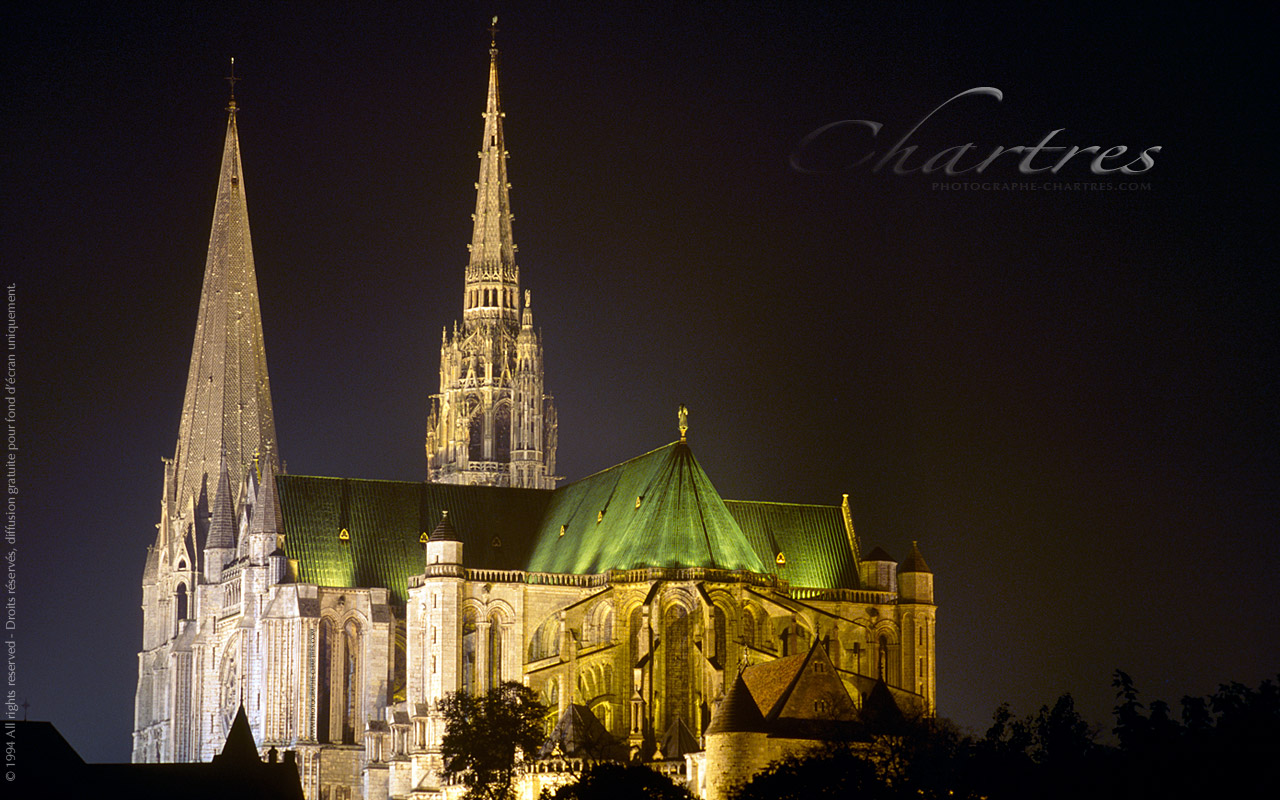 Chartres
PHOTOGRAPHE-CHARTRES.COM
© 1994 All rights reserved - Droits réservés, diffusion gratuite pour fond d'écran uniquement.